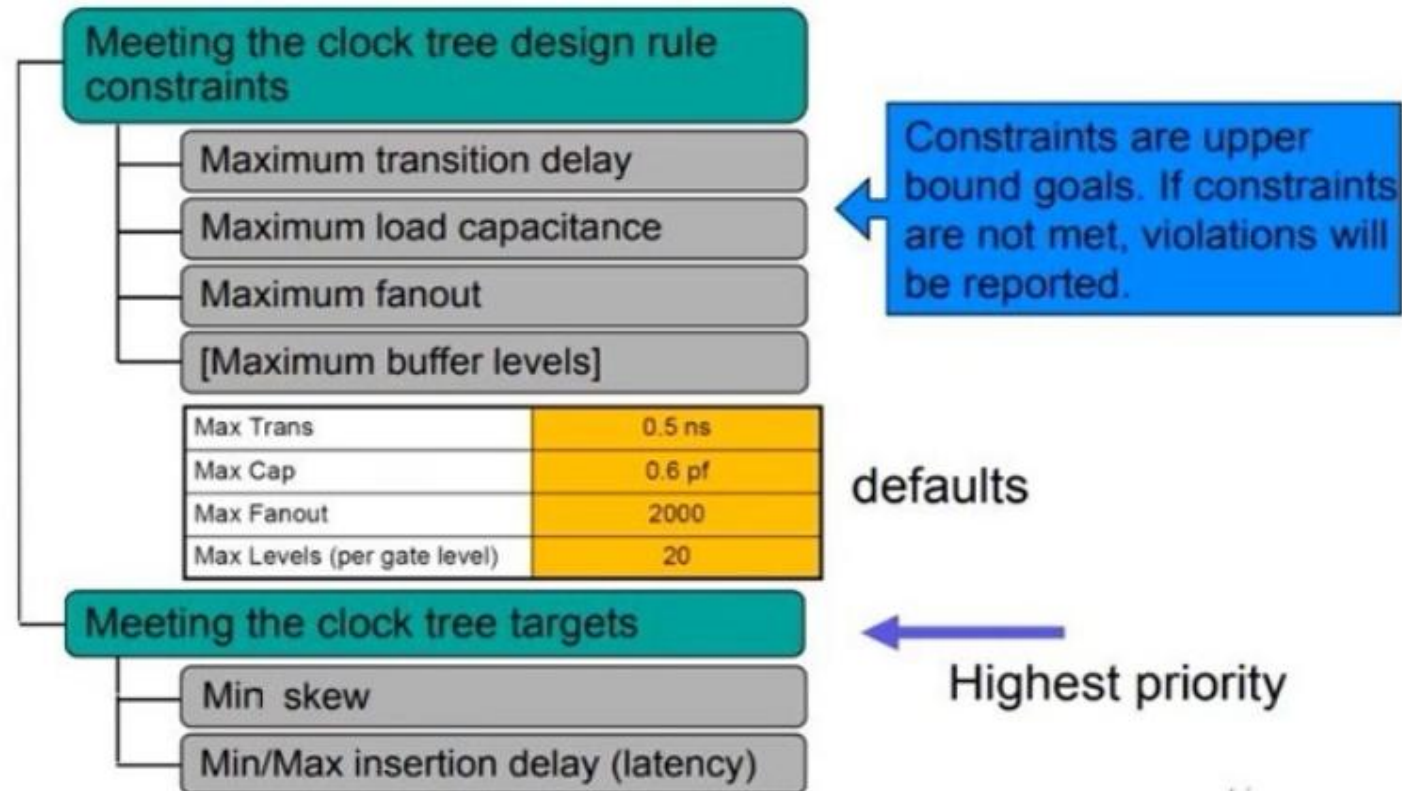 Meeting the clock tree design rule
constraints
Maximum transition delay
Maximum load capacitance
Maximum fanout
[Maximum buffer levels]
Constraints are upper
bound goals. If constraints
are not met, violations will
be reported.
Max Trans 0.5 ns
Max Cap 0.6 pf
Max Fanout 2000
Max Levels (per gate level) 20
defaults
Meeting the clock tree targets
Highest priority
Min skew
Min/Max insertion delay (latency)